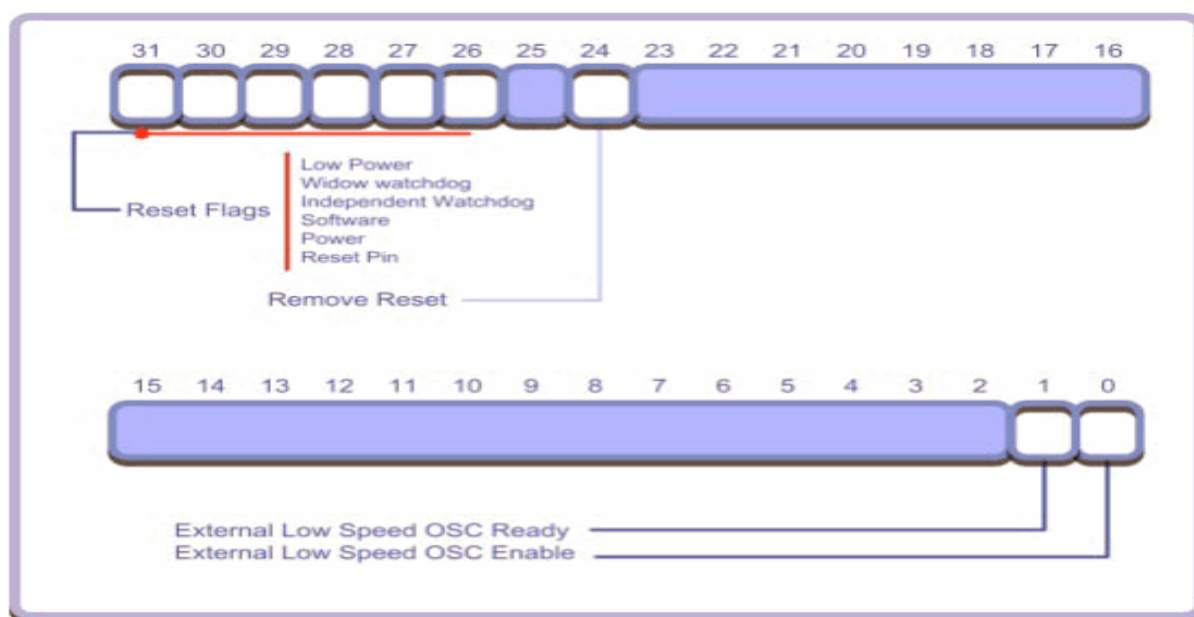 31 30 29 28 27 26 25 24 23 22 21 20 19 18 17 16
Low Power
Widow watchdog
Independent Watchdog
Reset Flags
Software
Power
Reset Pin
Remove Reset
15 14 13 12 11 10 9 8 7 6 5 4 3 2 1 0
External Low Speed OSC Ready
External Low Speed OSC Enable